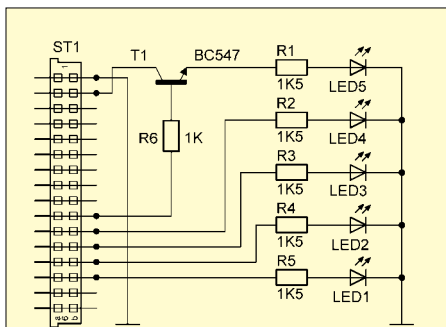 ST1
T1 BC547
R1
1K5
LED5
R2
1K5
LED4
R6 1K
R3
1K5
LED3
R4
1K5
LED2
R5
1K5
LED1